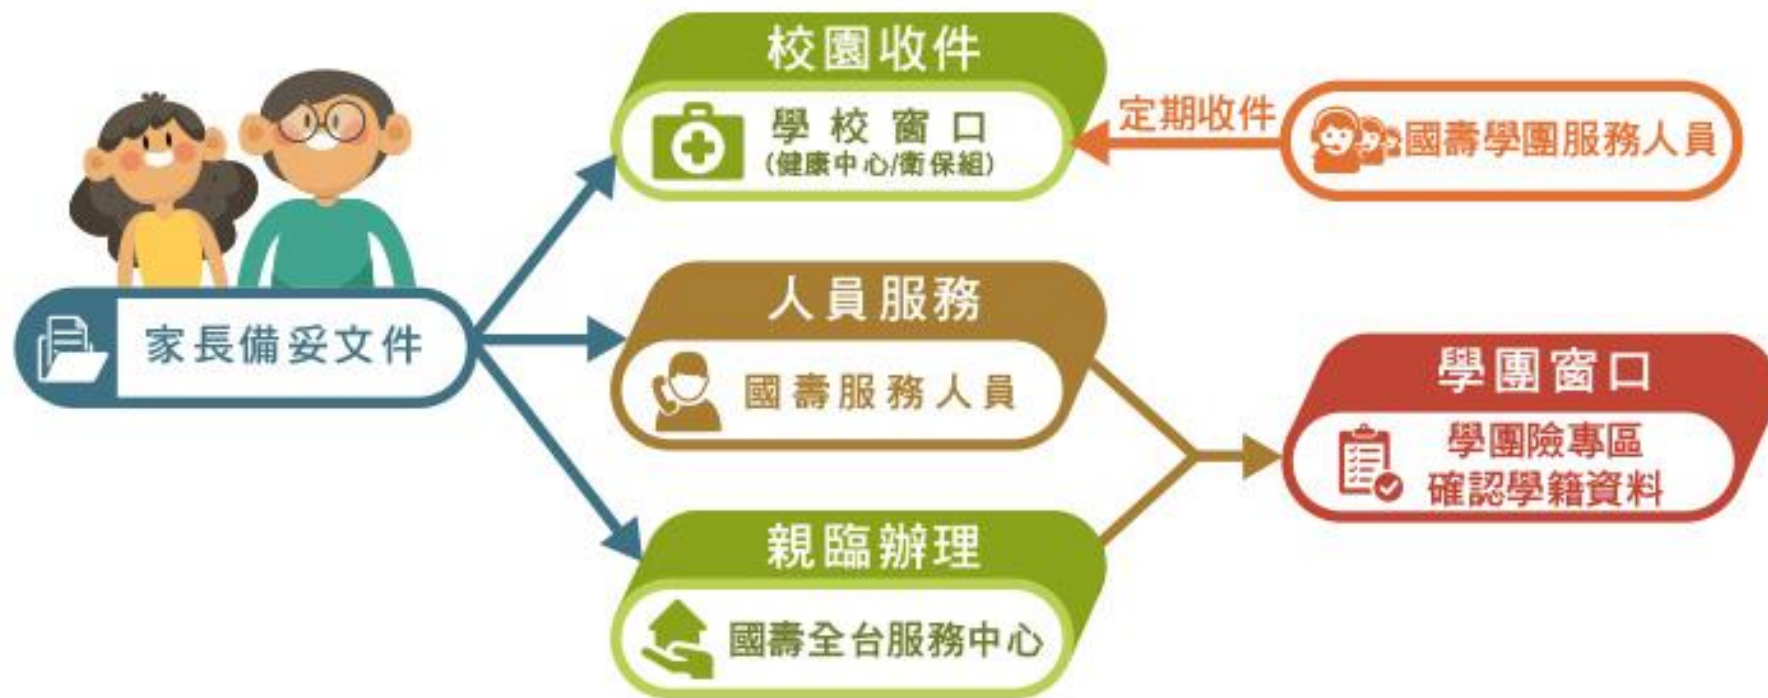 校園收件
學校窗口
(健康中心/衛保組)
定期收件
國壽學團服務人員
家長備妥文件
人員服務
國壽服務人員
學團窗口
學團險專區
確認學籍資料
親臨辦理
國壽全台服務中心